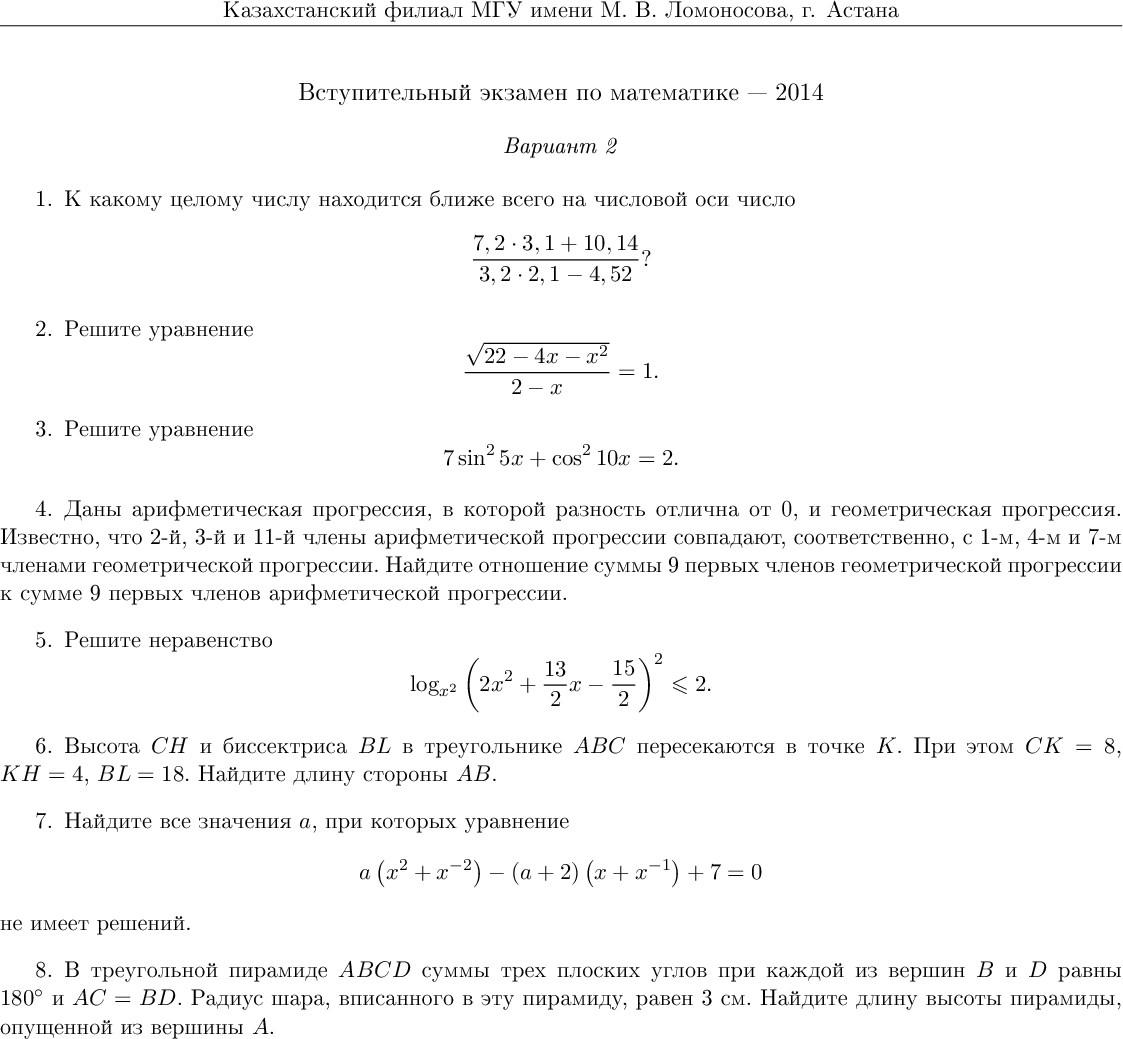 Казахстанский филиал МГУ имени М. В. Ломоносова, г. Астана
Вступительный экзамен по математике — 2014
Вариант 2
1. К какому целому числу находится ближе всего на числовой оси число
\frac{7,2 \cdot 3,1 + 10,14}{3,2 \cdot 2,1 - 4,52}?
2. Решите уравнение
\frac{\sqrt{22 - 4x - x^2}}{2 - x} = 1.
3. Решите уравнение
7 \sin^2 5x + \cos^2 10x = 2.
4. Даны арифметическая прогрессия, в которой разность отлична от 0, и геометрическая прогрессия.
Известно, что 2-й, 3-й и 11-й члены арифметической прогрессии совпадают, соответственно, с 1-м, 4-м и 7-м
членами геометрической прогрессии. Найдите отношение суммы 9 первых членов геометрической прогрессии
к сумме 9 первых членов арифметической прогрессии.
5. Решите неравенство
\log_{x^2} \left( 2x^2 + \frac{13}{2}x - \frac{15}{2} \right)^2 \leqslant 2.
6. Высота CH и биссектриса BL в треугольнике ABC пересекаются в точке K. При этом CK = 8,
KH = 4, BL = 18. Найдите длину стороны AB.
7. Найдите все значения a, при которых уравнение
a \left( x^2 + x^{-2} \right) - (a + 2) \left( x + x^{-1} \right) + 7 = 0
не имеет решений.
8. В треугольной пирамиде ABCD суммы трех плоских углов при каждой из вершин B и D равны
180° и AC = BD. Радиус шара, вписанного в эту пирамиду, равен 3 см. Найдите длину высоты пирамиды,
опущенной из вершины A.